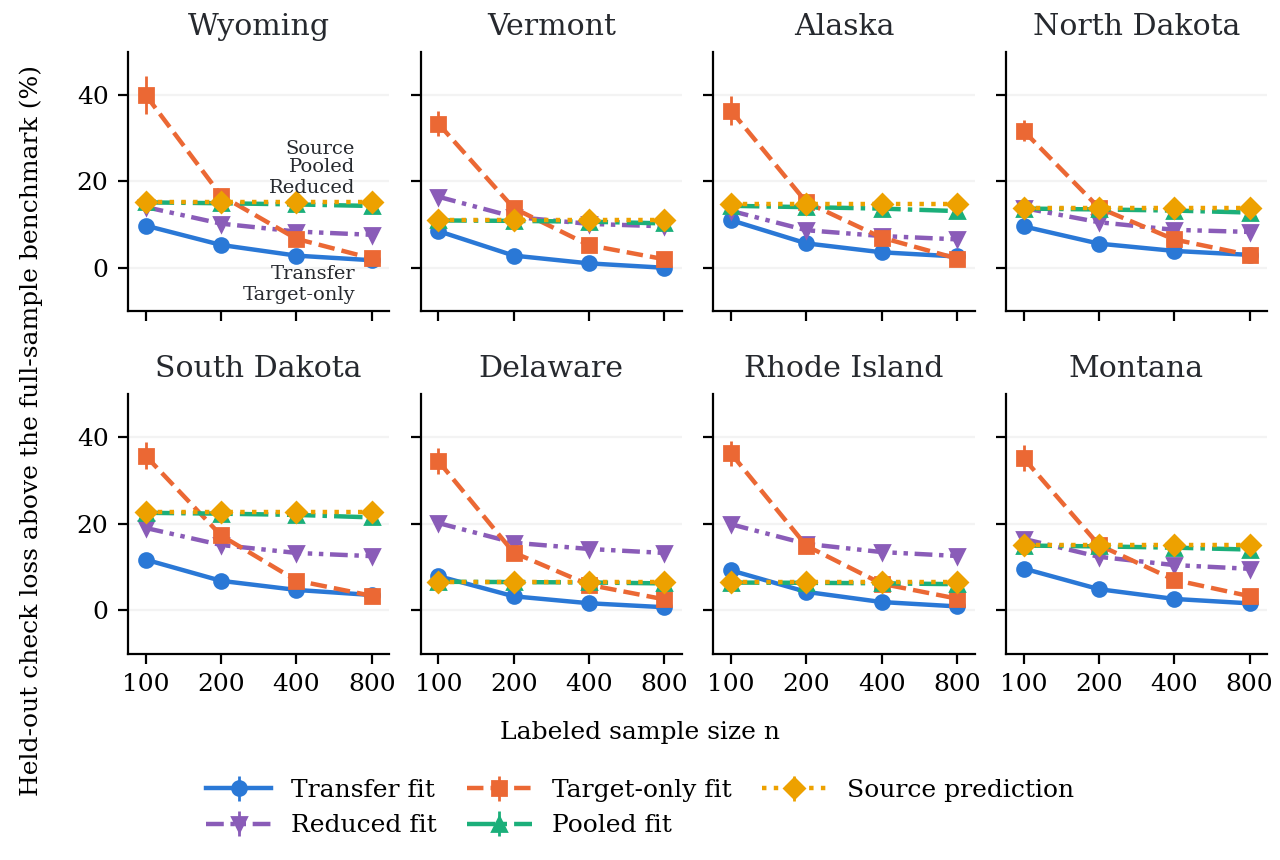 Wyoming
Vermont
Alaska
North Dakota
Held-out check loss above the full-sample benchmark (%)
40
20
0
Source
Pooled
Reduced
Transfer
Target-only
South Dakota
Delaware
Rhode Island
Montana
40
20
0
100 200 400 800
100 200 400 800
100 200 400 800
100 200 400 800
Labeled sample size n
Transfer fit
Target-only fit
Source prediction
Reduced fit
Pooled fit